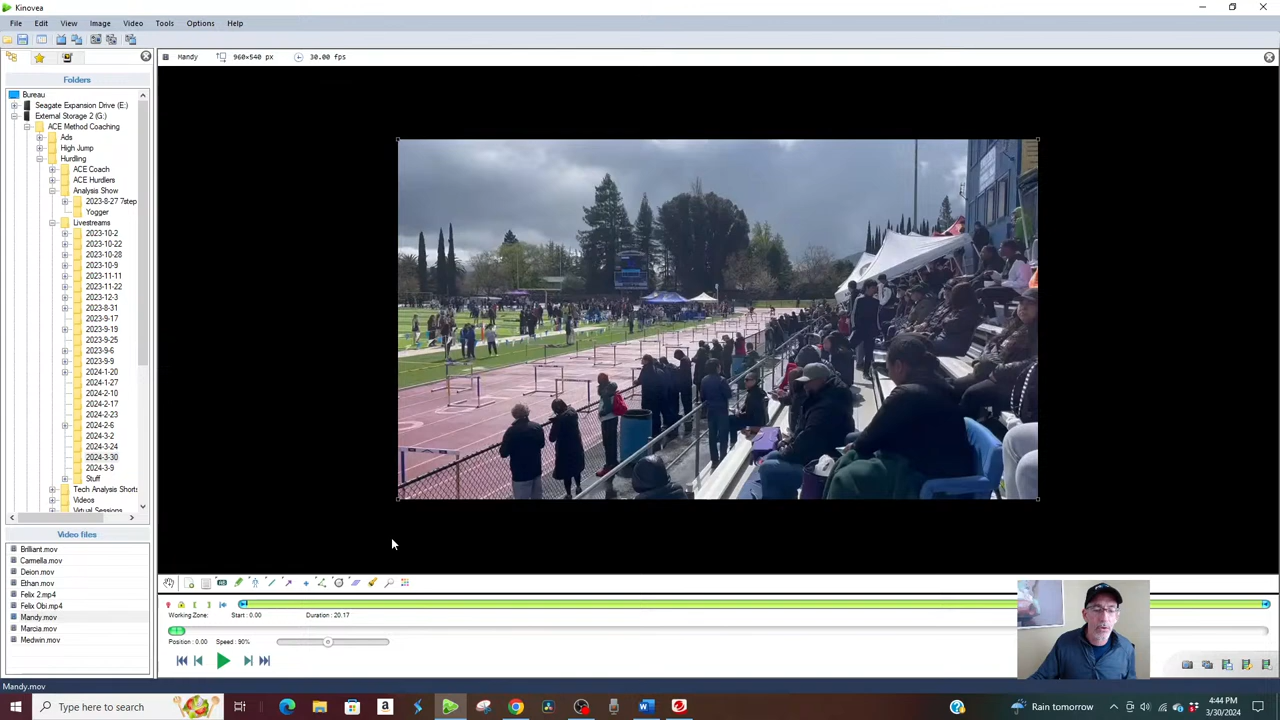 Kinovea
File Edit View Image Video Tools Options Help
Mandy 960×540 px 30.00 fps
Folders
Bureau
Seagate Expansion Drive (E:)
External Storage 2 (G:)
ACE Method Coaching
Ads
High Jump
Hurdling
ACE Coach
ACE Hurdlers
Analysis Show
2023-8-27 7step
Yogger
Livestreams
2023-10-2
2023-10-22
2023-10-28
2023-10-9
2023-11-11
2023-11-22
2023-12-3
2023-8-31
2023-9-17
2023-9-19
2023-9-25
2023-9-6
2023-9-9
2024-1-20
2024-1-27
2024-2-10
2024-2-17
2024-2-23
2024-2-6
2024-3-2
2024-3-24
2024-3-30
2024-3-9
Stuff
Tech Analysis Shorts
Videos
Virtual Sessions
Video files
Brilliant.mov
Carmella.mov
Deion.mov
Ethan.mov
Felix 2.mp4
Felix Obi.mp4
Mandy.mov
Marcia.mov
Medwin.mov
Working Zone: Start : 0.00 Duration : 20.17
Position : 0.00 Speed : 90%
Mandy.mov
Type here to search
Rain tomorrow
4:44 PM
3/30/2024